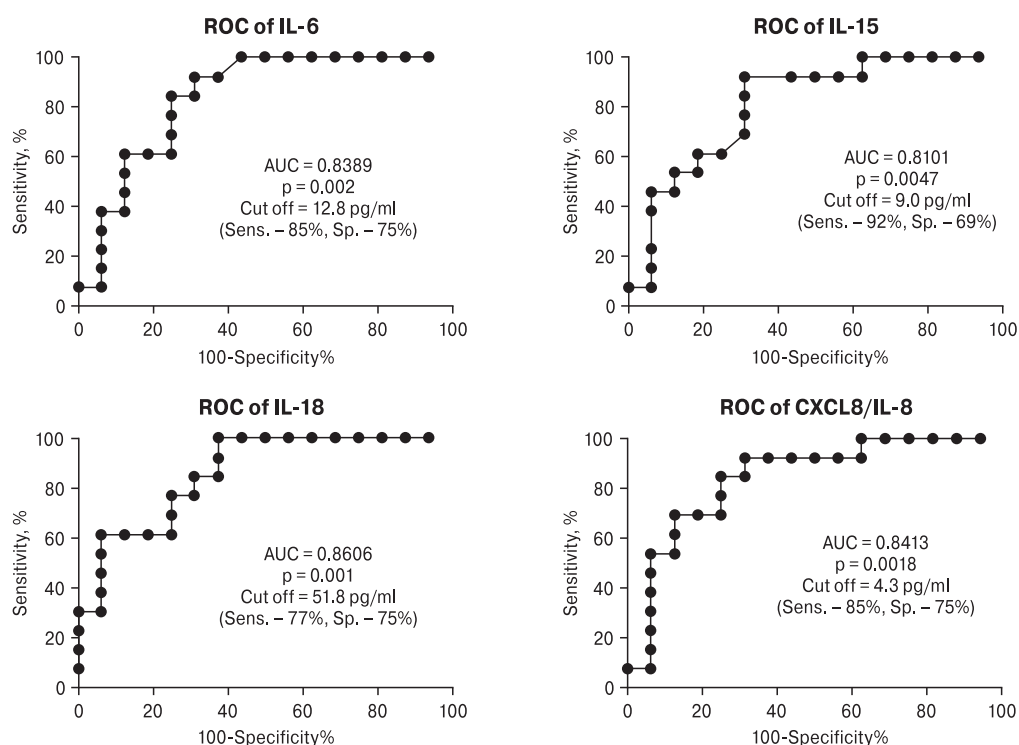 ROC of IL-6
Sensitivity, %
100
80
60
40
20
0
AUC = 0.8389
p = 0.002
Cut off = 12.8 pg/ml
(Sens. – 85%, Sp. – 75%)
0 20 40 60 80 100
100-Specificity%
ROC of IL-15
Sensitivity, %
100
80
60
40
20
0
AUC = 0.8101
p = 0.0047
Cut off = 9.0 pg/ml
(Sens. – 92%, Sp. – 69%)
0 20 40 60 80 100
100-Specificity%
ROC of IL-18
Sensitivity, %
100
80
60
40
20
0
AUC = 0.8606
p = 0.001
Cut off = 51.8 pg/ml
(Sens. – 77%, Sp. – 75%)
0 20 40 60 80 100
100-Specificity%
ROC of CXCL8/IL-8
Sensitivity, %
100
80
60
40
20
0
AUC = 0.8413
p = 0.0018
Cut off = 4.3 pg/ml
(Sens. – 85%, Sp. – 75%)
0 20 40 60 80 100
100-Specificity%